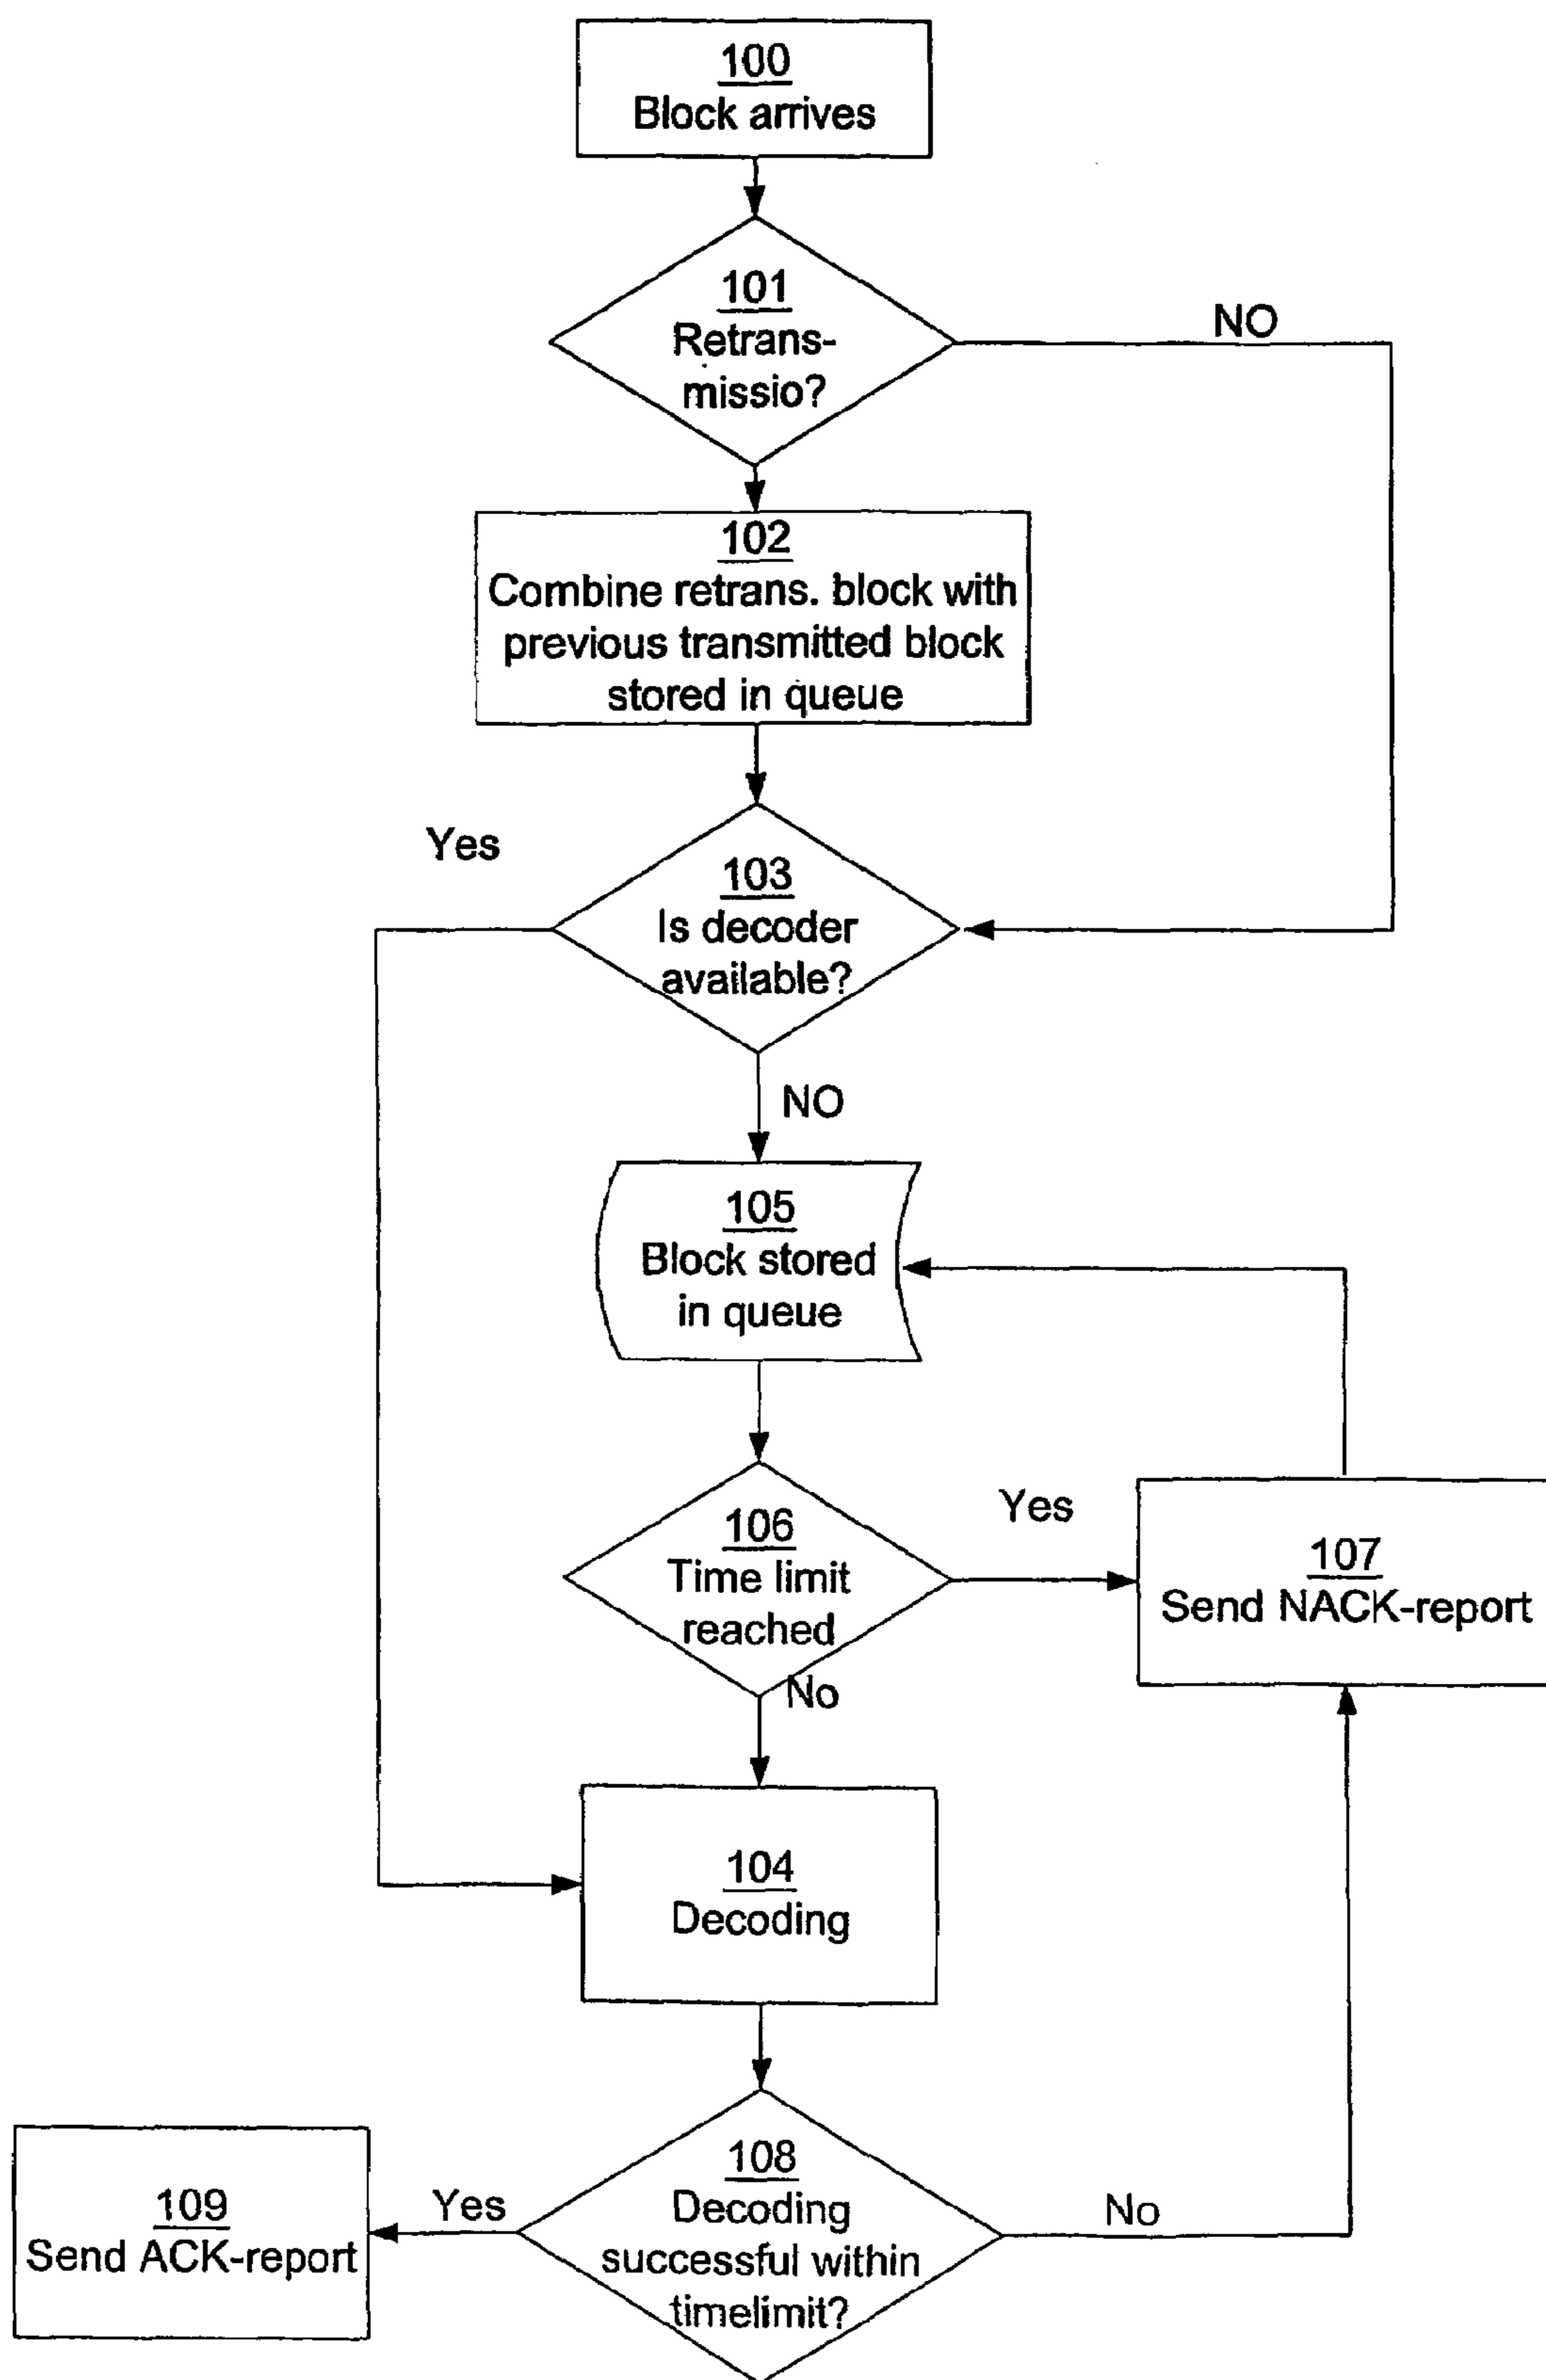 100
Block arrives
101
Retrans-
missio?
NO
102
Combine retrans. block with
previous transmitted block
stored in queue
Yes
103
Is decoder
available?
NO
105
Block stored
in queue
106
Time limit
reached
Yes
107
Send NACK-report
No
104
Decoding
108
Decoding
successful within
timelimit?
Yes
No
109
Send ACK-report